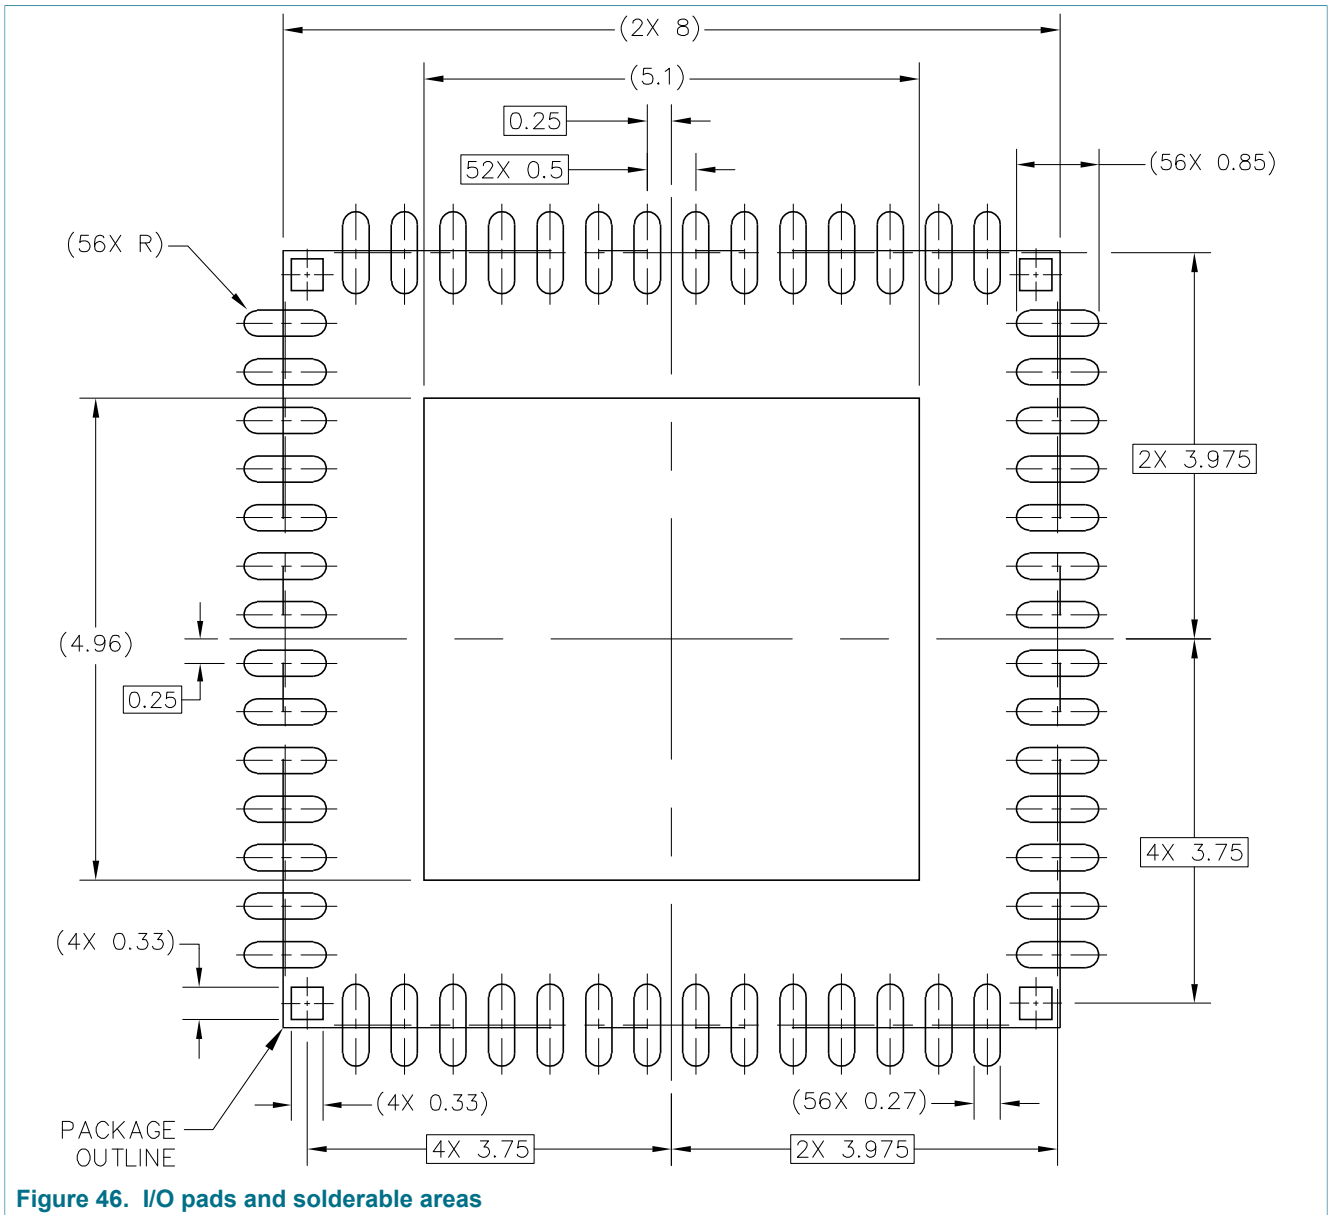 (2X 8)
(5.1)
0.25
52X 0.5
(56X 0.85)
(56X R)
2X 3.975
(4.96)
0.25
4X 3.75
(4X 0.33)
(4X 0.33)
(56X 0.27)
PACKAGE
OUTLINE
4X 3.75
2X 3.975
Figure 46. I/O pads and solderable areas